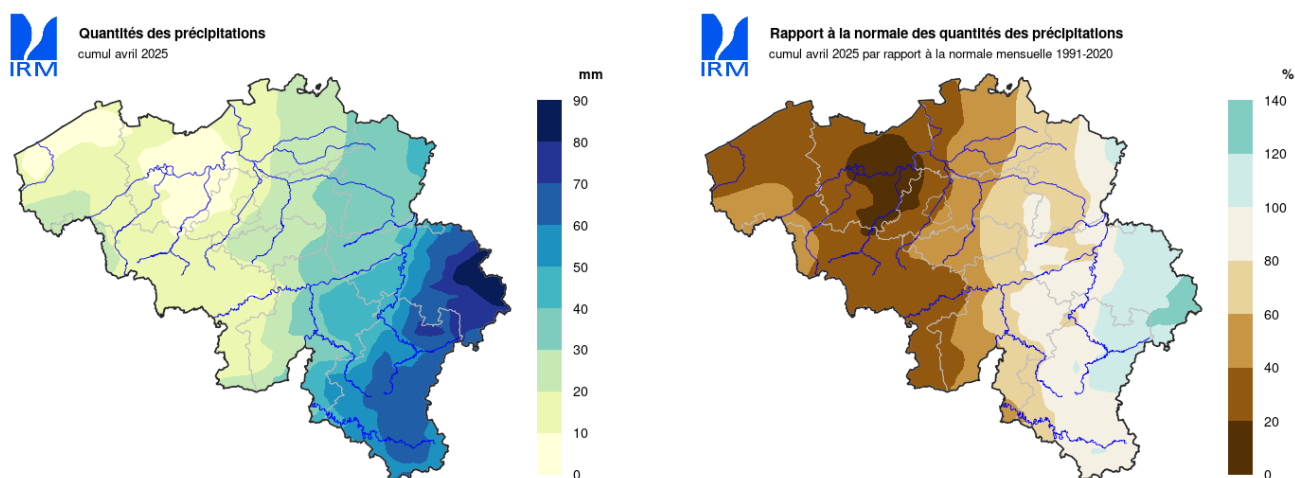 IRM
Quantités des précipitations
cumul avril 2025
mm
90
80
70
60
50
40
30
20
10
0
IRM
Rapport à la normale des quantités des précipitations
cumul avril 2025 par rapport à la normale mensuelle 1991-2020
%
140
120
100
80
60
40
20
0